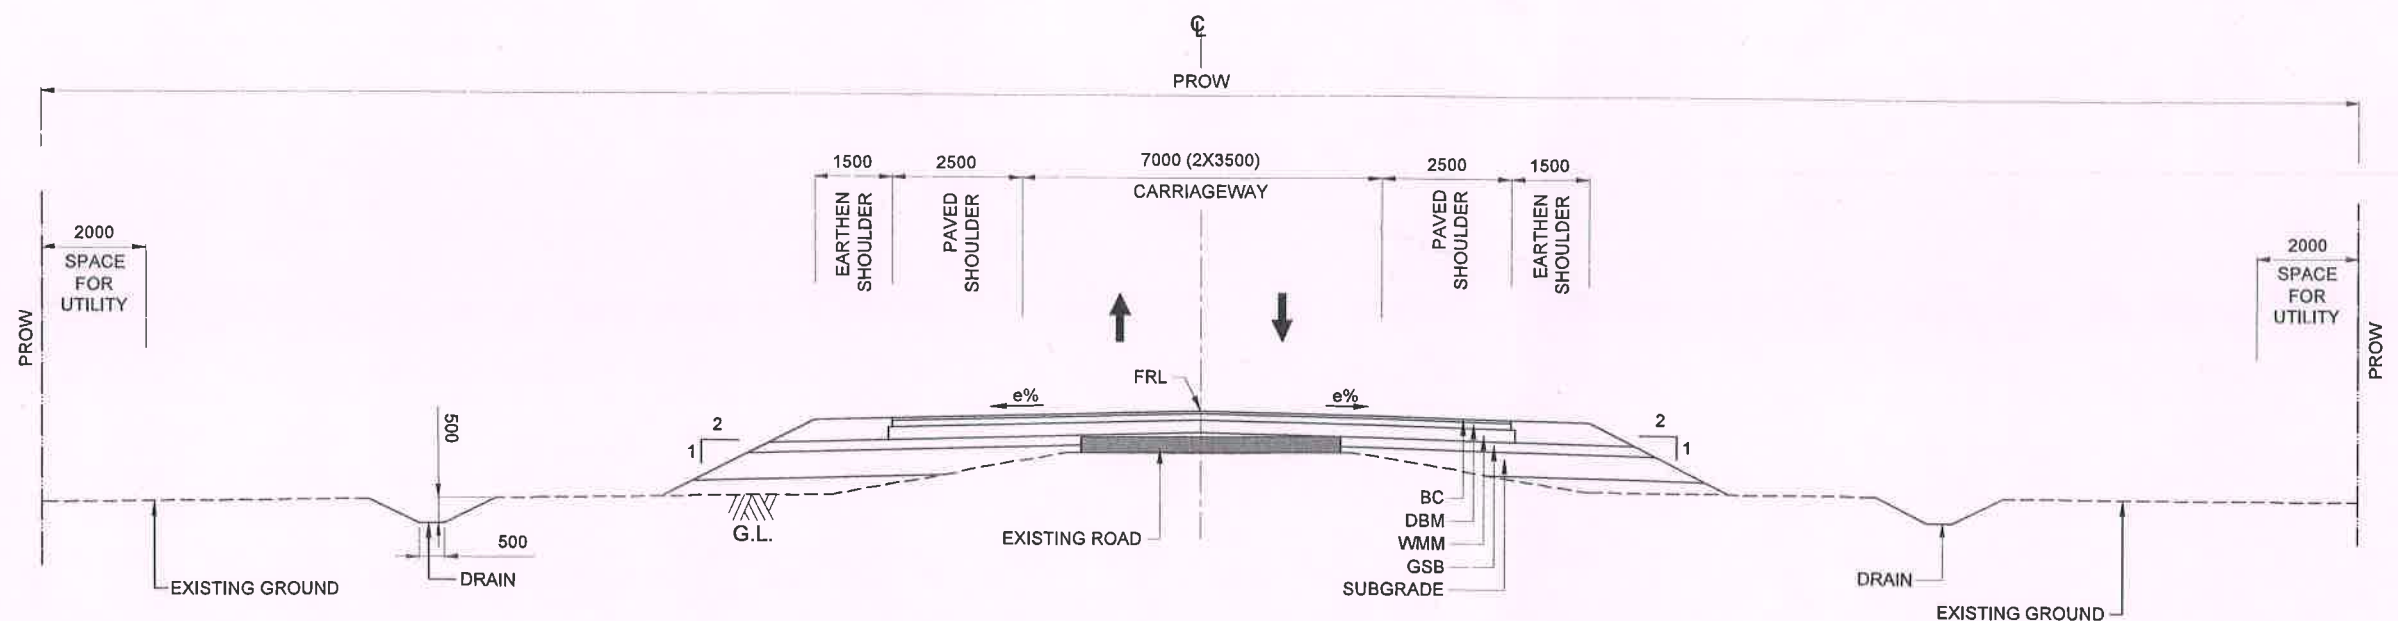 ℄
PROW
1500
2500
7000 (2X3500)
2500
1500
CARRIAGEWAY
EARTHEN
SHOULDER
PAVED
SHOULDER
PAVED
SHOULDER
EARTHEN
SHOULDER
2000
SPACE
FOR
UTILITY
2000
SPACE
FOR
UTILITY
PROW
PROW
FRL
e%
e%
500
2
1
2
1
G.L.
500
EXISTING ROAD
BC
DBM
WMM
GSB
SUBGRADE
DRAIN
EXISTING GROUND
DRAIN
EXISTING GROUND